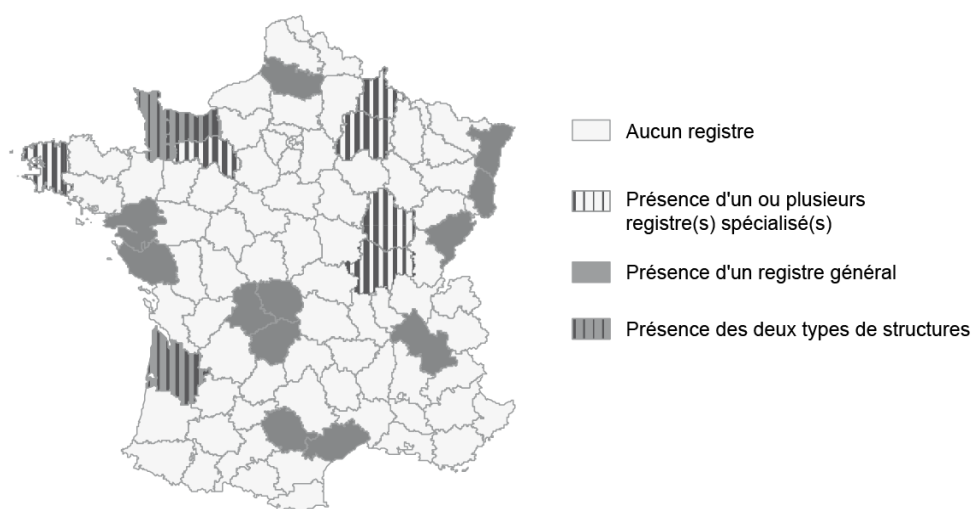 Aucun registre
Présence d'un ou plusieurs
registre(s) spécialisé(s)
Présence d'un registre général
Présence des deux types de structures